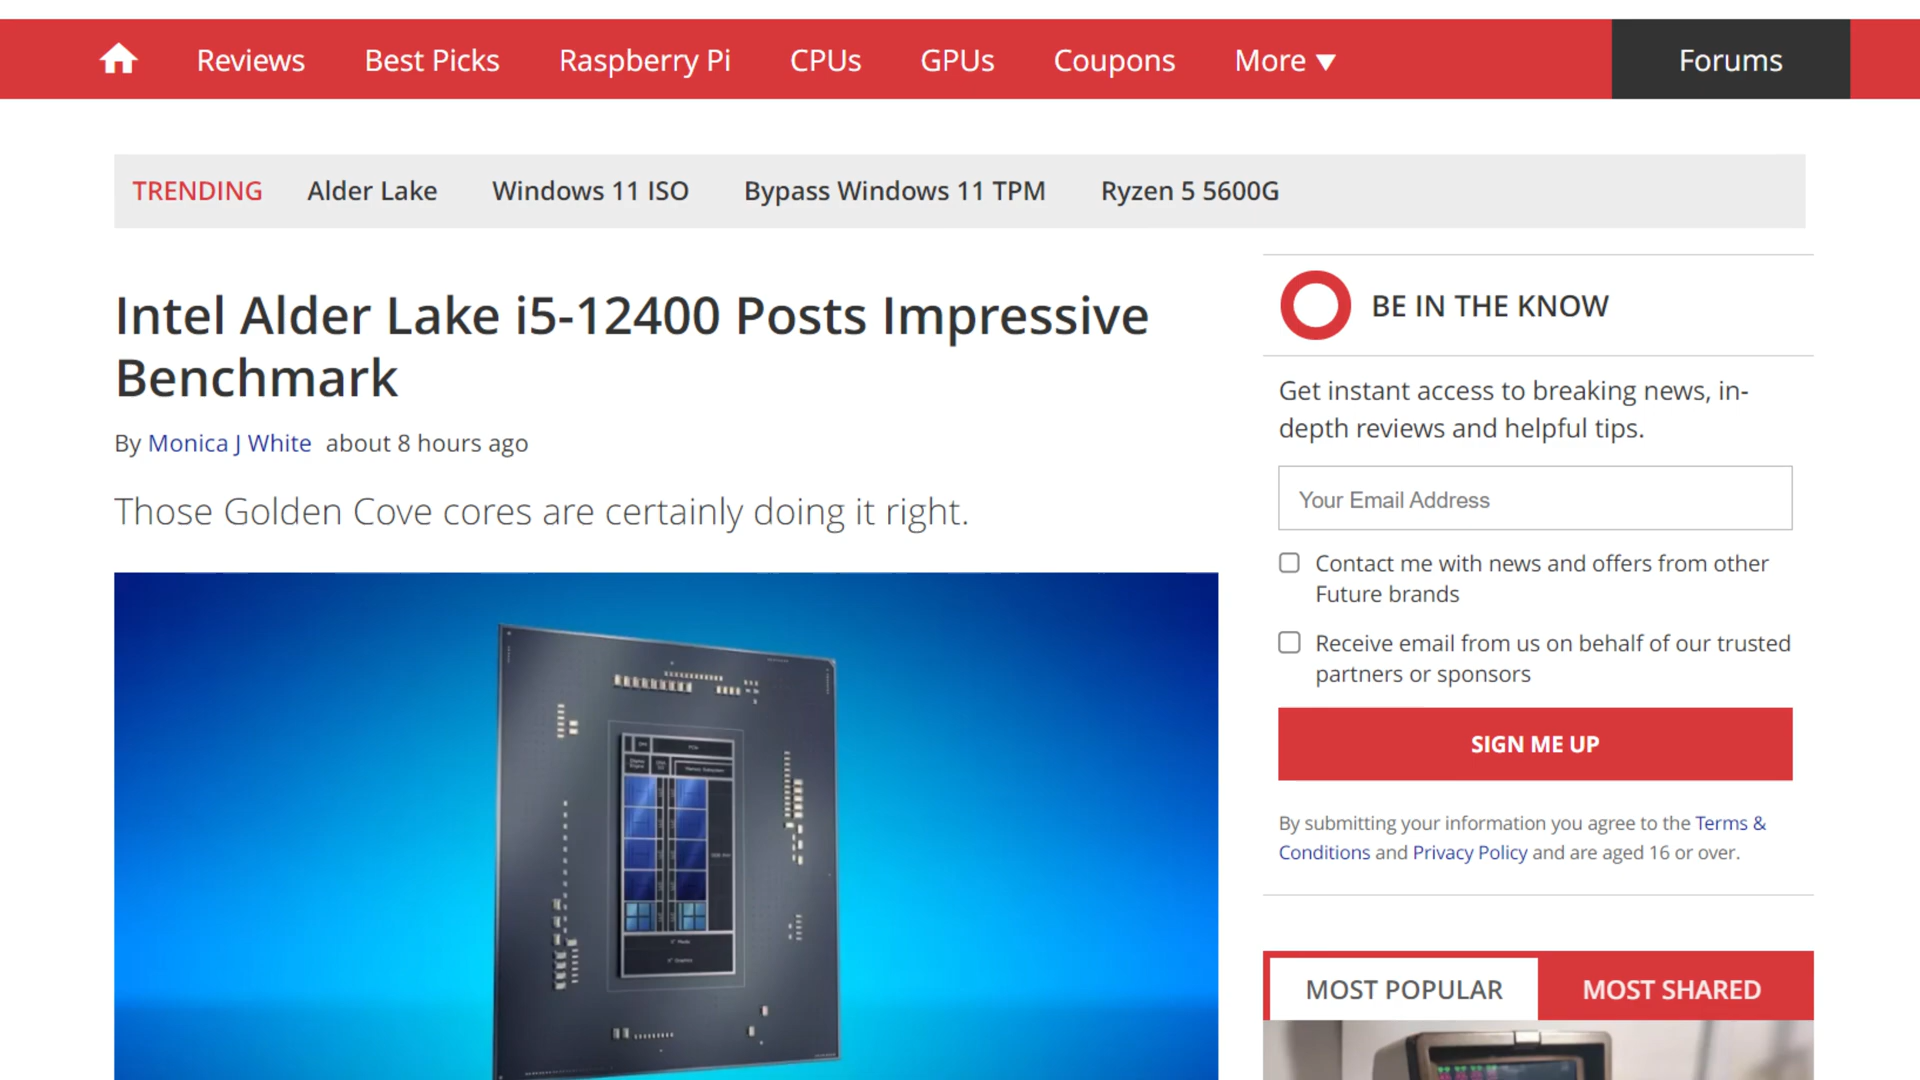 Reviews Best Picks Raspberry Pi CPUs GPUs Coupons More ▼ Forums
TRENDING Alder Lake Windows 11 ISO Bypass Windows 11 TPM Ryzen 5 5600G
Intel Alder Lake i5-12400 Posts Impressive
Benchmark
By Monica J White about 8 hours ago
Those Golden Cove cores are certainly doing it right.
BE IN THE KNOW
Get instant access to breaking news, in-
depth reviews and helpful tips.
Your Email Address
Contact me with news and offers from other
Future brands
Receive email from us on behalf of our trusted
partners or sponsors
SIGN ME UP
By submitting your information you agree to the Terms &
Conditions and Privacy Policy and are aged 16 or over.
MOST POPULAR MOST SHARED